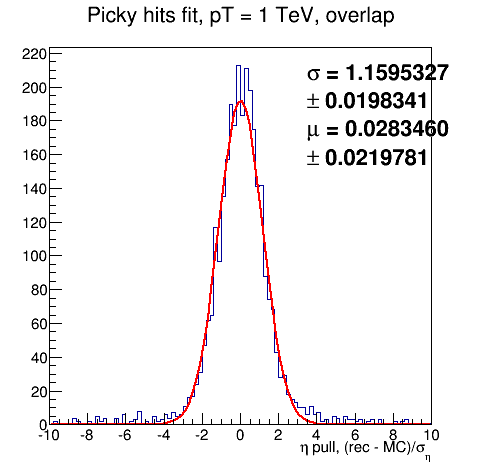 Picky hits fit, pT = 1 TeV, overlap
σ = 1.1595327
± 0.0198341
μ = 0.0283460
± 0.0219781
220
200
180
160
140
120
100
80
60
40
20
0
-10 -8 -6 -4 -2 0 2 4 6 8 10
η pull, (rec - MC)/σ_η